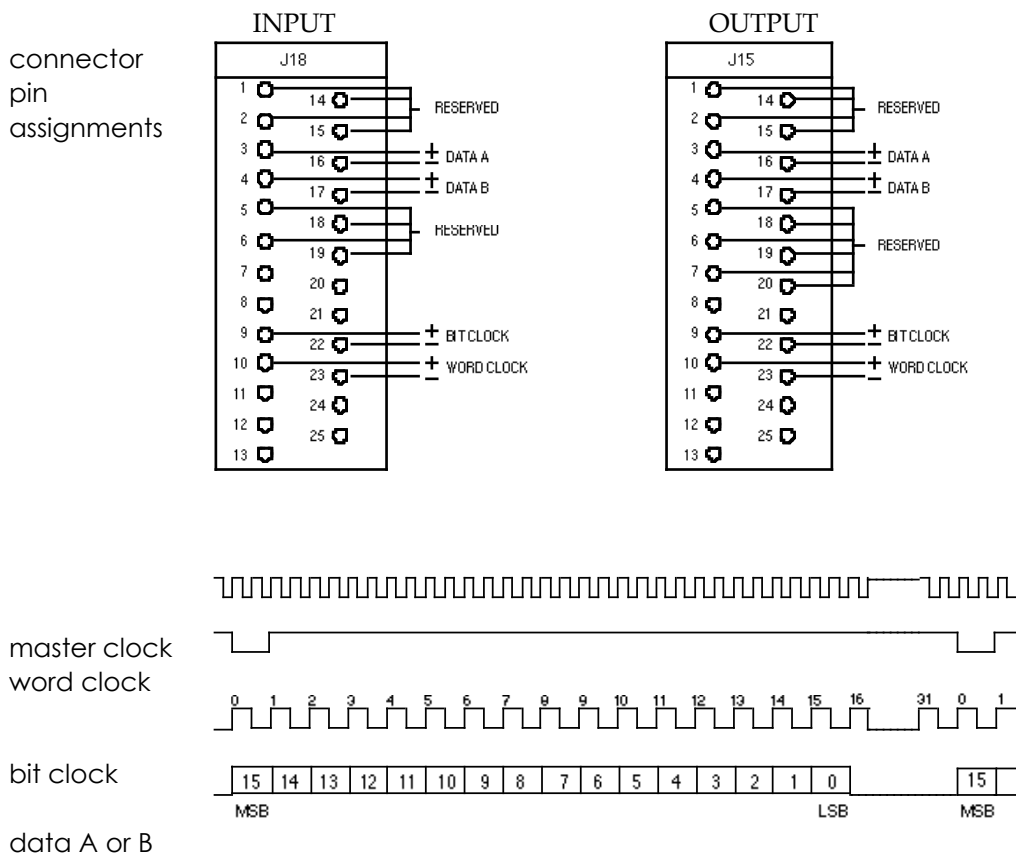 INPUT
OUTPUT
connector
pin
assignments
J18
1
14
RESERVED
2
15
3
+ DATA A
16
−
4
+ DATA B
17
−
5
18
RESERVED
6
19
7
20
8
21
9
+ BIT CLOCK
22
−
10
+ WORD CLOCK
23
−
11
24
12
25
13
J15
1
14
RESERVED
2
15
3
+ DATA A
16
−
4
+ DATA B
17
−
5
18
6
RESERVED
19
7
20
8
21
9
+ BIT CLOCK
22
−
10
+ WORD CLOCK
23
−
11
24
12
25
13
master clock
word clock
0 1 2 3 4 5 6 7 8 9 10 11 12 13 14 15 16 31 0 1
bit clock
15 14 13 12 11 10 9 8 7 6 5 4 3 2 1 0 15
MSB LSB MSB
data A or B